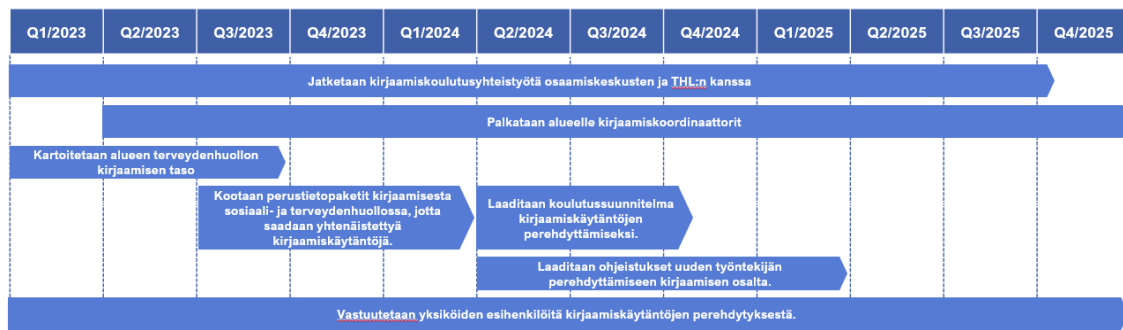 Q1/2023 Q2/2023 Q3/2023 Q4/2023 Q1/2024 Q2/2024 Q3/2024 Q4/2024 Q1/2025 Q2/2025 Q3/2025 Q4/2025
Jatketaan kirjaamiskoulutusyhteistyötä osaamiskeskusten ja THL:n kanssa
Palkataan alueelle kirjaamiskoordinaattorit
Kartoitetaan alueen terveydenhuollon
kirjaamisen taso
Kootaan perustietopaketit kirjaamisesta
sosiaali- ja terveydenhuollossa, jotta
saadaan yhtenäistettyä
kirjaamiskäytäntöjä.
Laaditaan koulutussuunnitelma
kirjaamiskäytäntöjen
perehdyttämiseksi.
Laaditaan ohjeistukset uuden työntekijän
perehdyttämiseen kirjaamisen osalta.
Vastuutetaan yksiköiden esihenkilöitä kirjaamiskäytäntöjen perehdytyksestä.